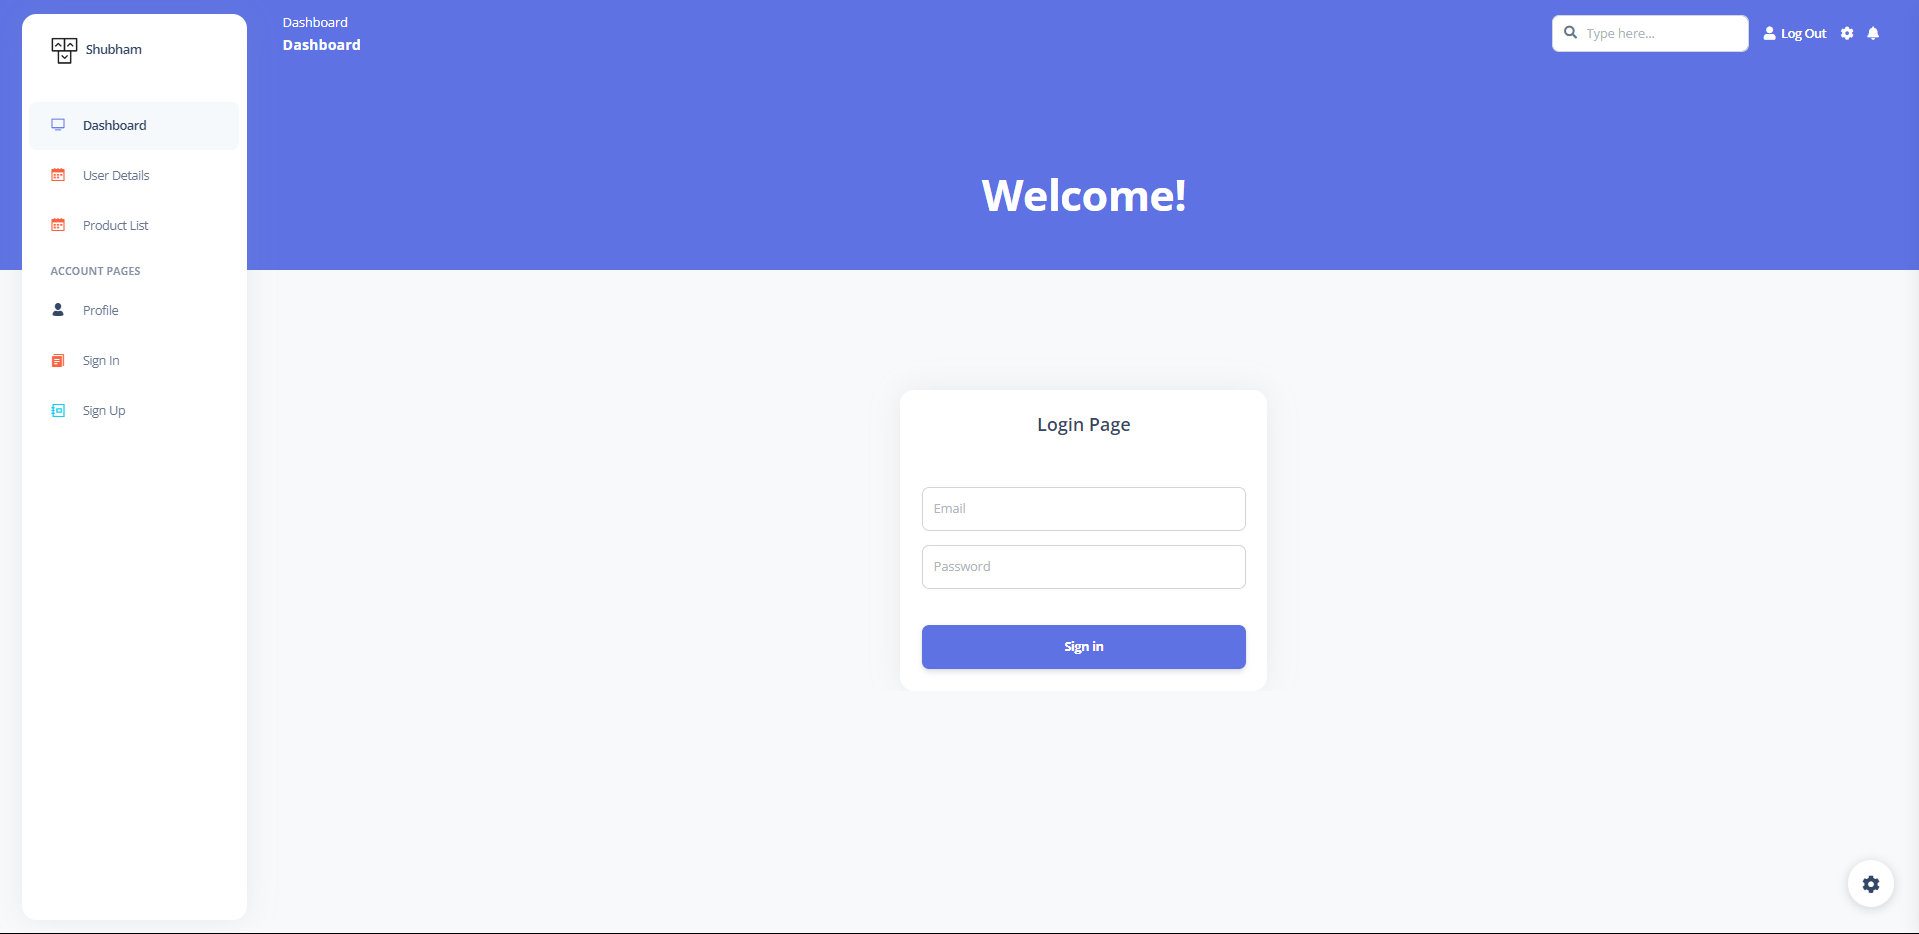 Shubham
Dashboard
User Details
Product List
ACCOUNT PAGES
Profile
Sign In
Sign Up
Dashboard
Dashboard
Type here...
Log Out
Welcome!
Login Page
Email
Password
Sign in